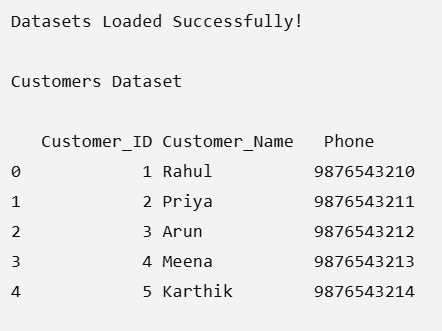 Datasets Loaded Successfully!
Customers Dataset
Customer_ID Customer_Name Phone
0 1 Rahul 9876543210
1 2 Priya 9876543211
2 3 Arun 9876543212
3 4 Meena 9876543213
4 5 Karthik 9876543214